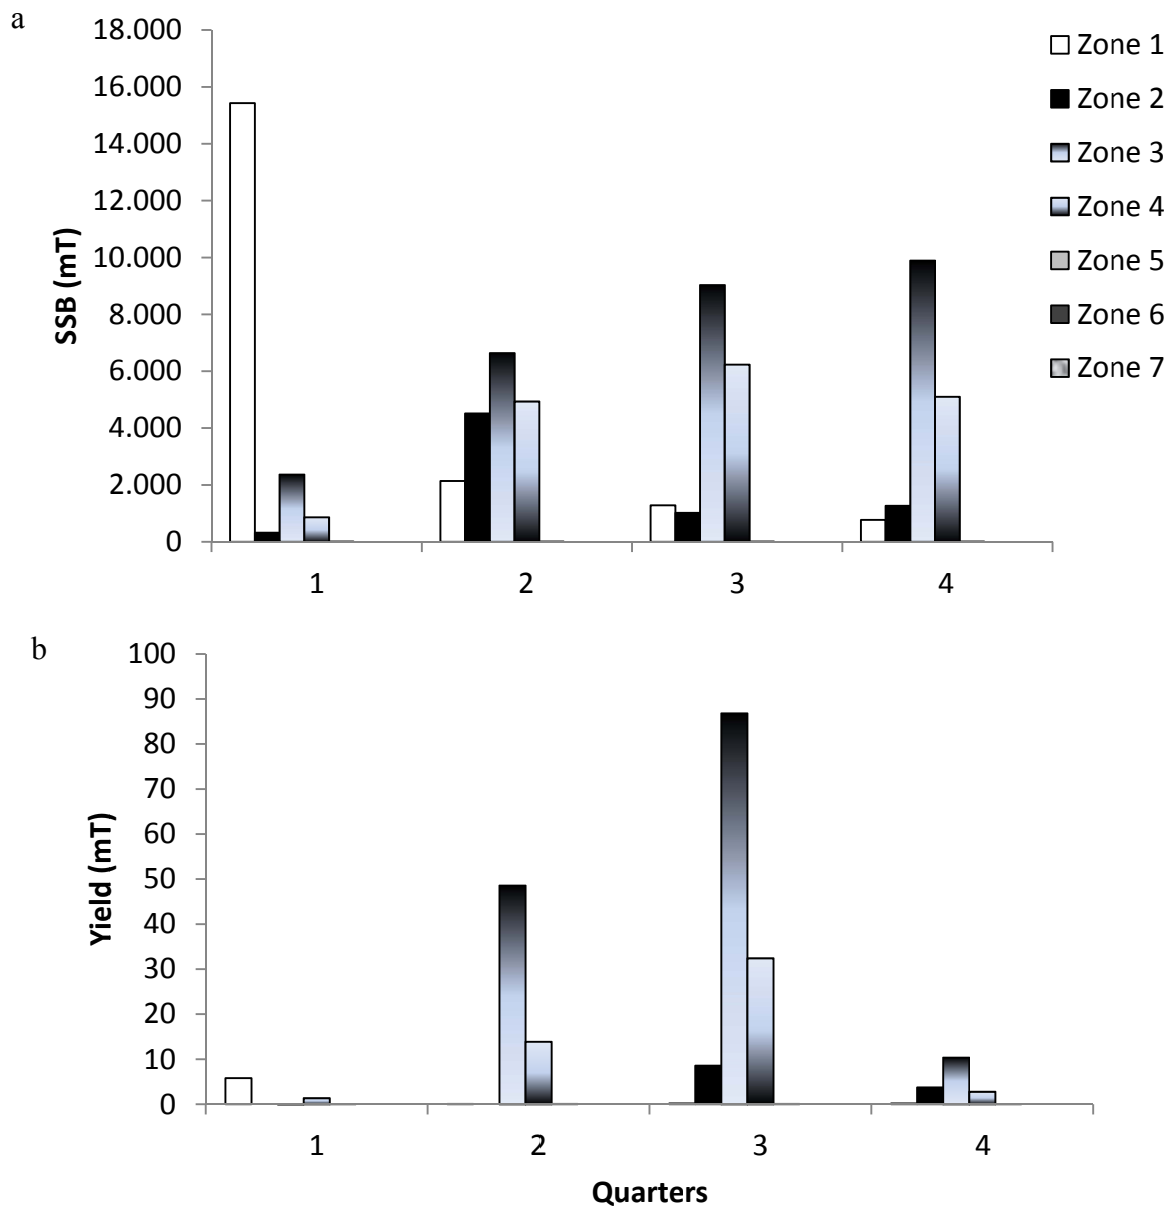 a
18.000
16.000
14.000
12.000
10.000
8.000
6.000
4.000
2.000
0
SSB (mT)
1 2 3 4
Zone 1
Zone 2
Zone 3
Zone 4
Zone 5
Zone 6
Zone 7
b
100
90
80
70
60
50
40
30
20
10
0
Yield (mT)
1 2 3 4
Quarters